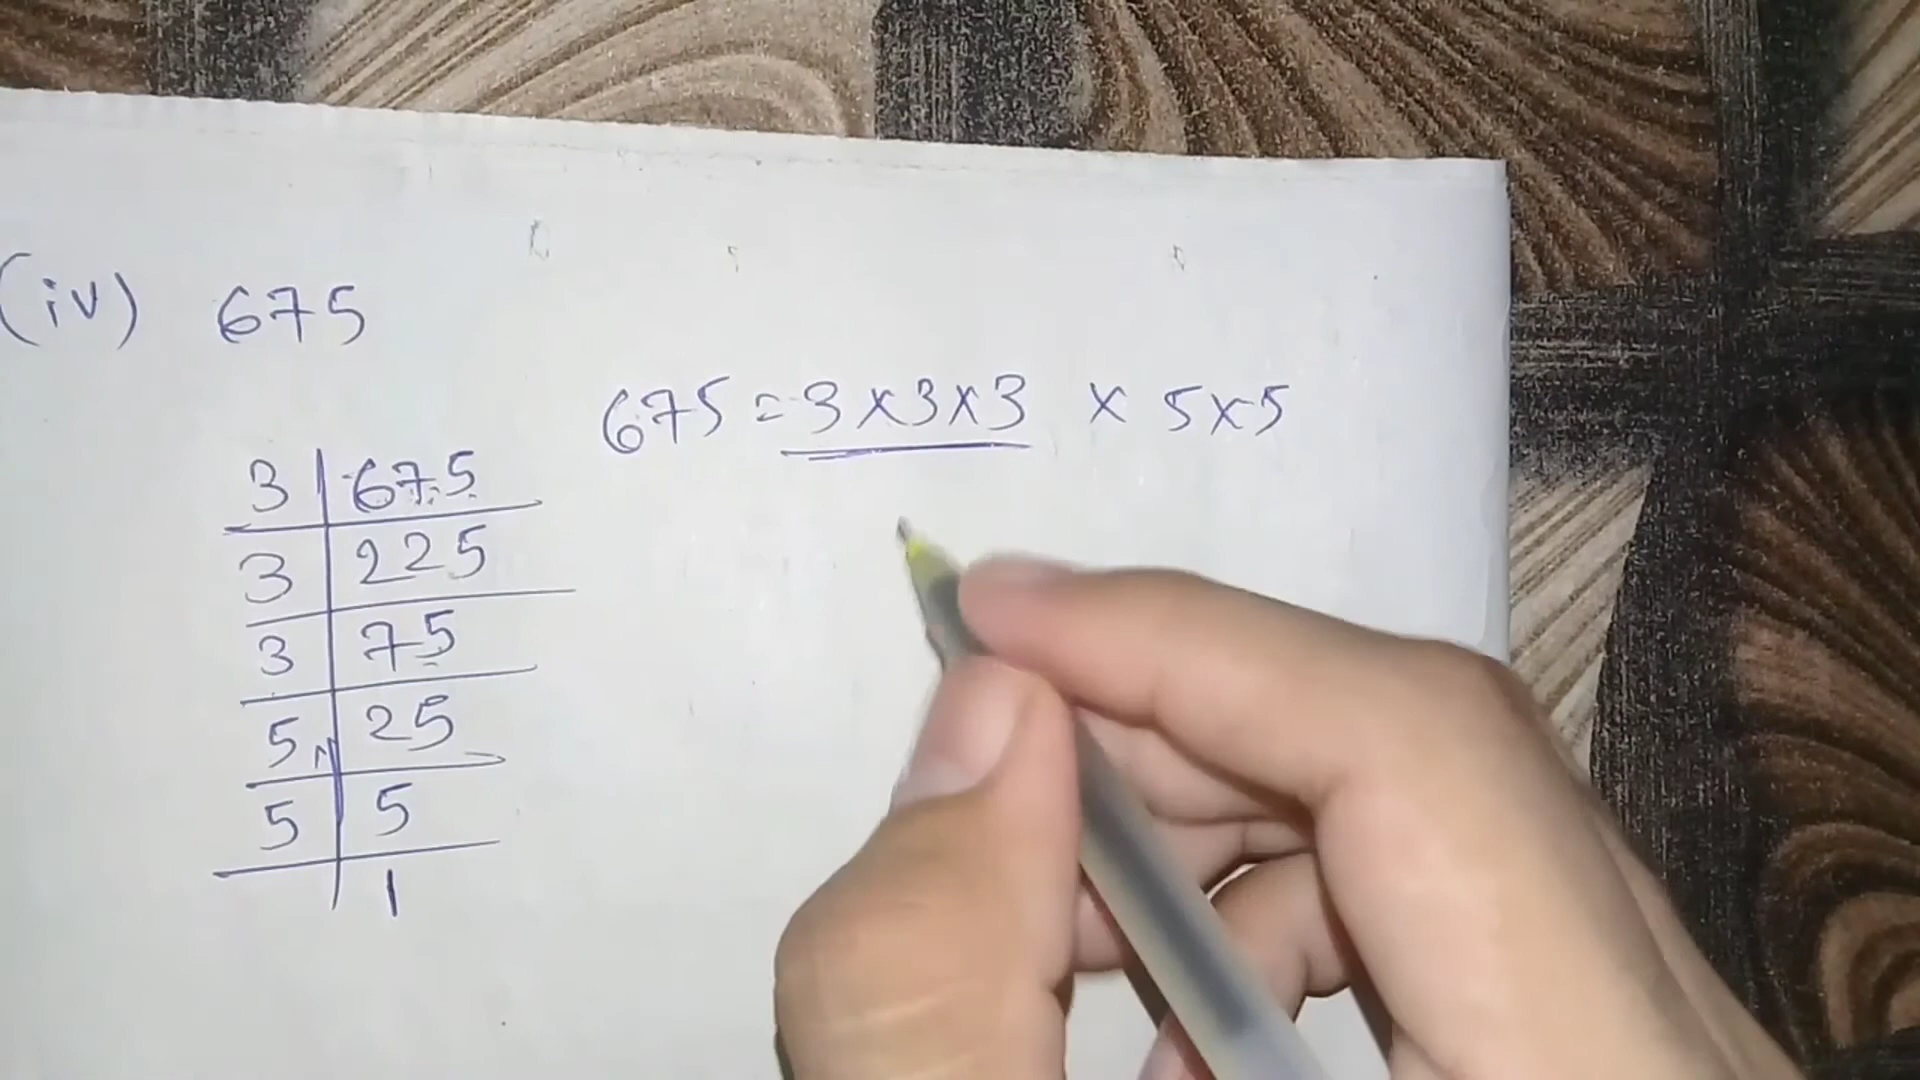 (iv) 675
675 = 3 x 3 x 3 x 5 x 5
3 | 675
3 | 225
3 | 75
5 | 25
5 | 5
1